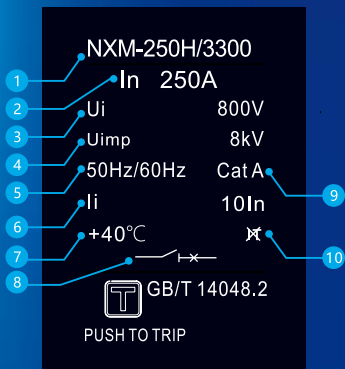 NXM-250H/3300
1
In 250A
2
Ui 800V
3
Uimp 8kV
4
50Hz/60Hz Cat A
5
9
Ii 10In
6
+40℃
7
10
8
T
GB/T 14048.2
PUSH TO TRIP